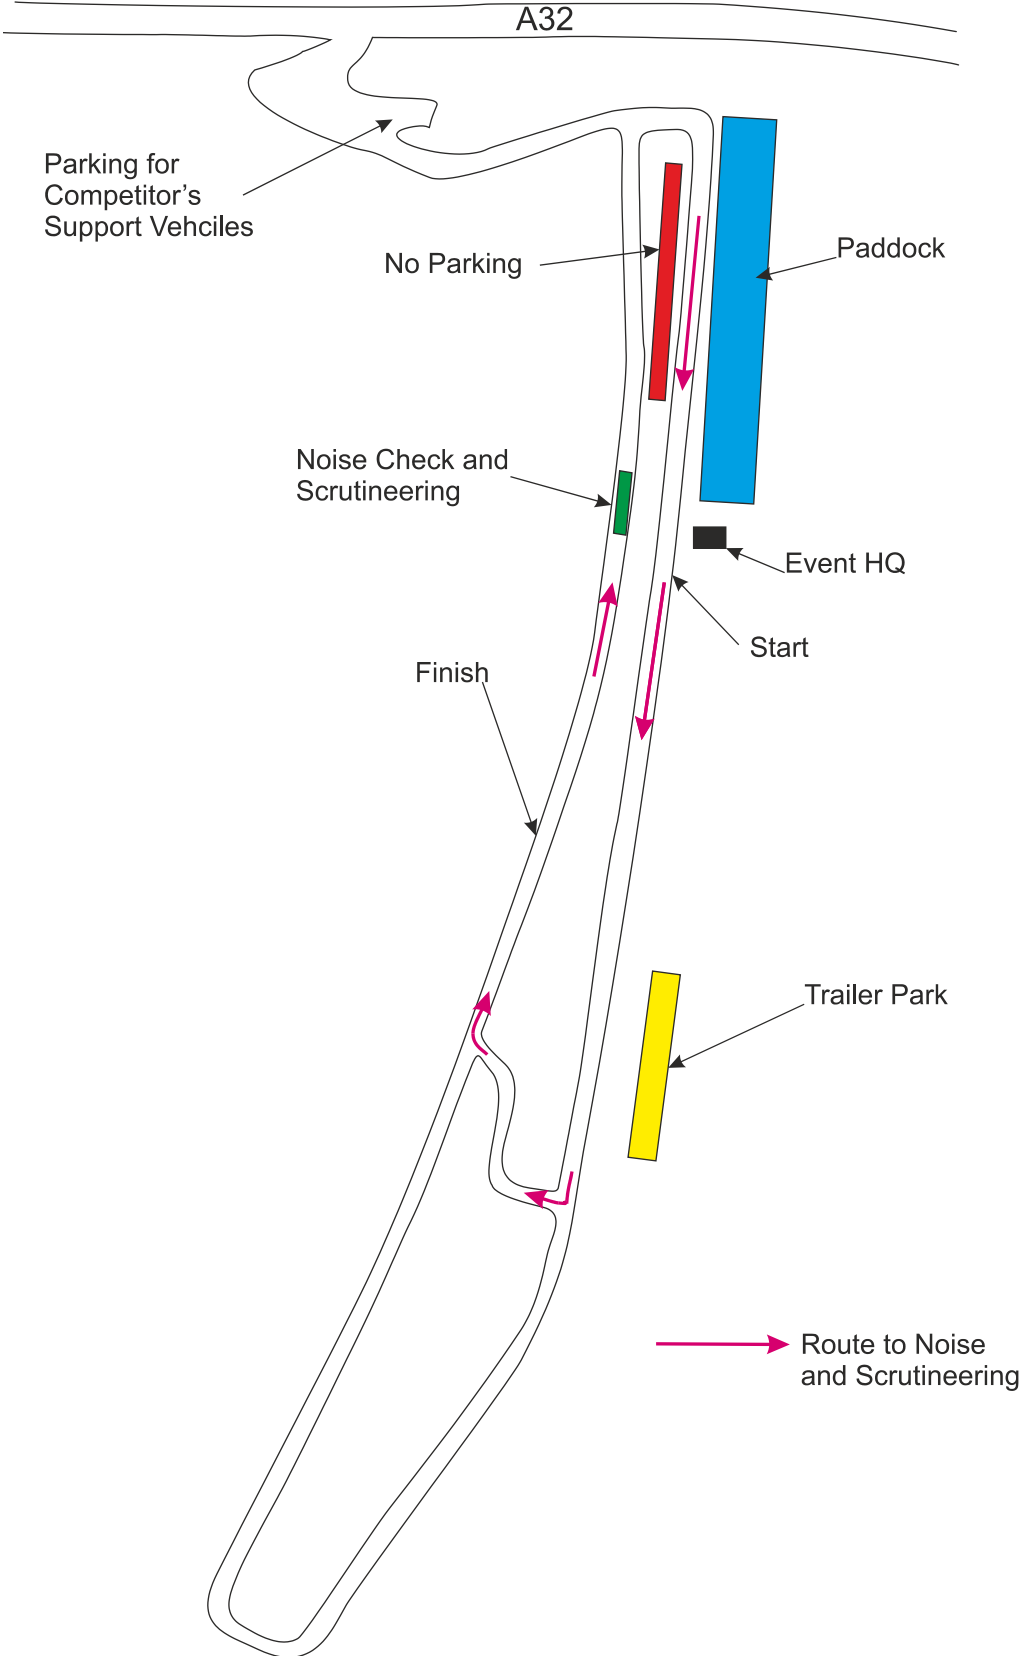 A32
Parking for
Competitor's
Support Vehciles
No Parking
Paddock
Noise Check and
Scrutineering
Event HQ
Start
Finish
Trailer Park
Route to Noise
and Scrutineering